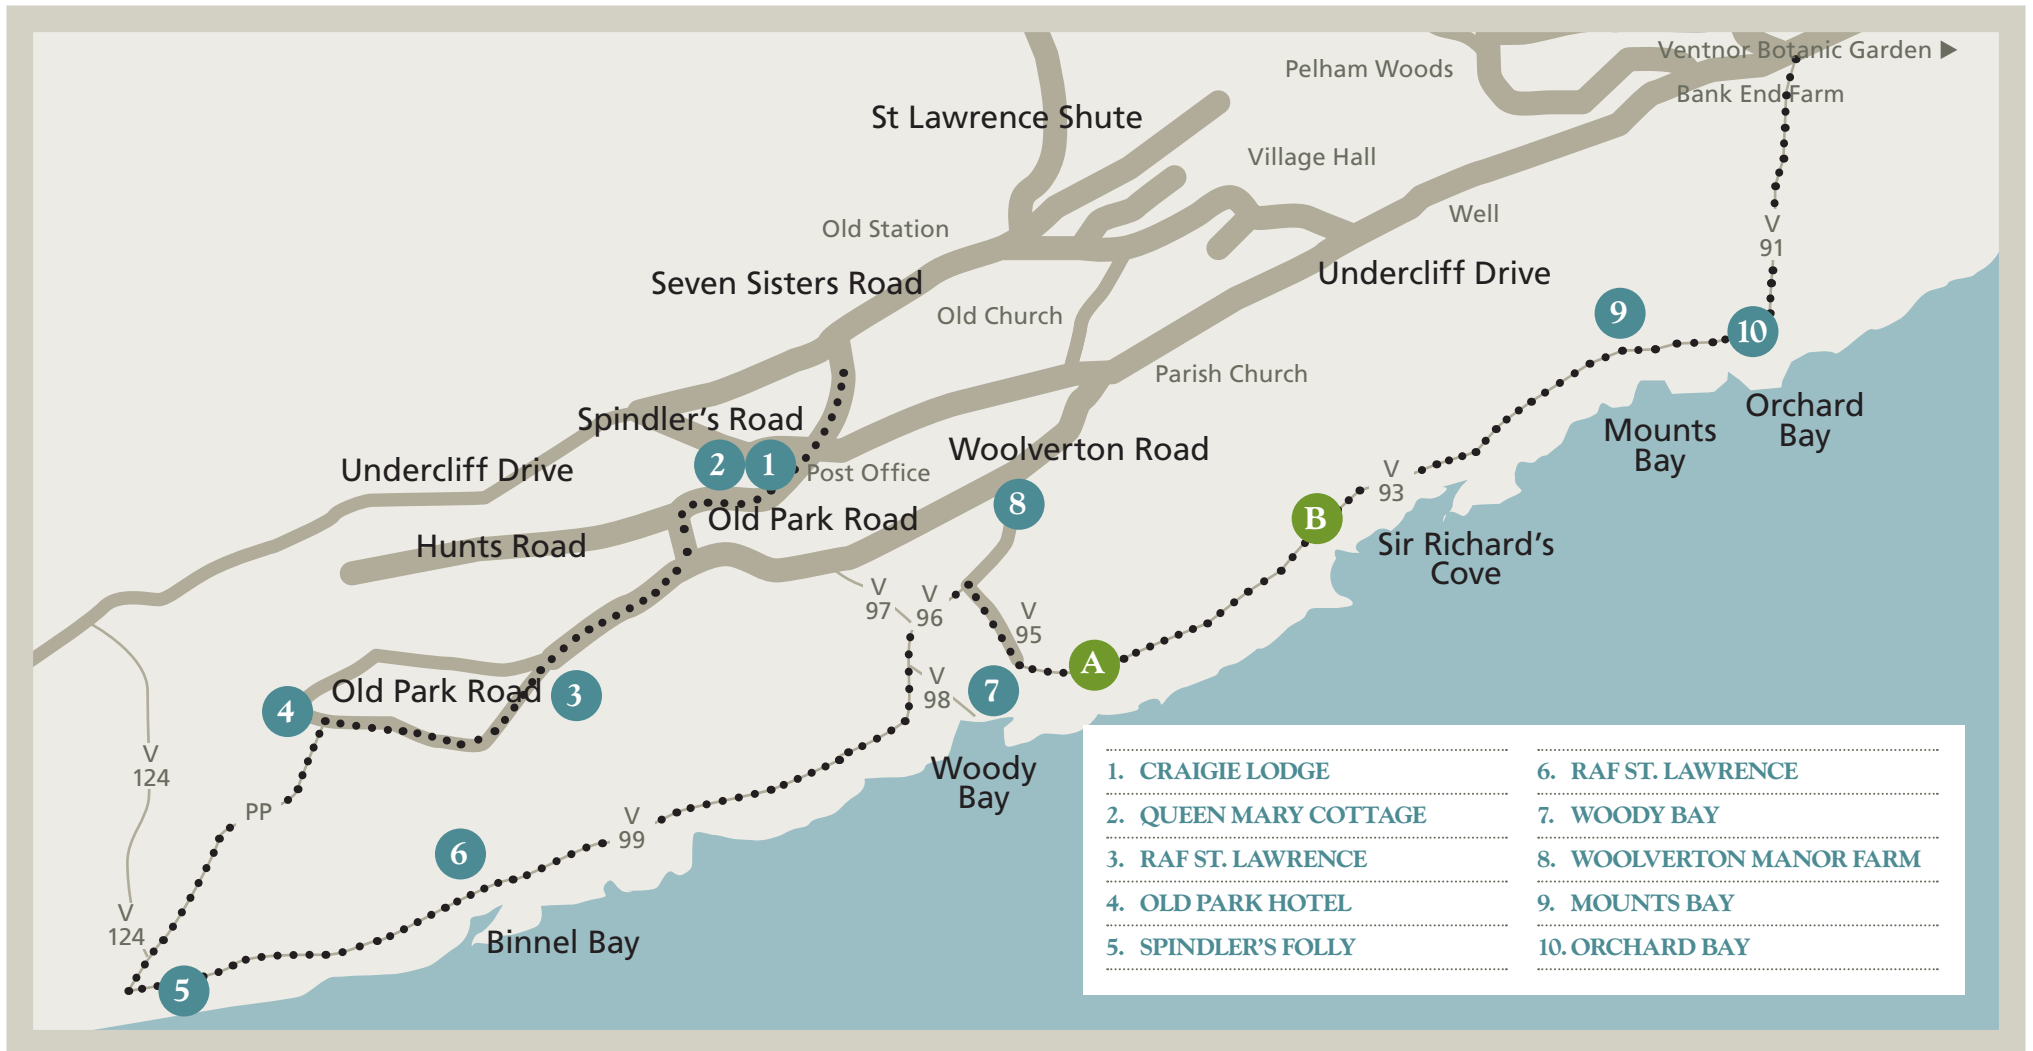 Ventnor Botanic Garden
Pelham Woods
Bank End Farm
St Lawrence Shute
Village Hall
Well
Old Station
V
91
Undercliff Drive
Seven Sisters Road
Old Church
9
10
Parish Church
Orchard
Bay
Spindler's Road
Mounts
Bay
Woolverton Road
Undercliff Drive
2
1
Post Office
V
93
8
Old Park Road
B
Hunts Road
Sir Richard's
Cove
V
97
V
96
V
95
A
Old Park Road
3
4
V
98
7
V
124
Woody
Bay
PP
V
99
6
V
124
Binnel Bay
5
1. CRAIGIE LODGE
2. QUEEN MARY COTTAGE
3. RAF ST. LAWRENCE
4. OLD PARK HOTEL
5. SPINDLER'S FOLLY
6. RAF ST. LAWRENCE
7. WOODY BAY
8. WOOLVERTON MANOR FARM
9. MOUNTS BAY
10. ORCHARD BAY